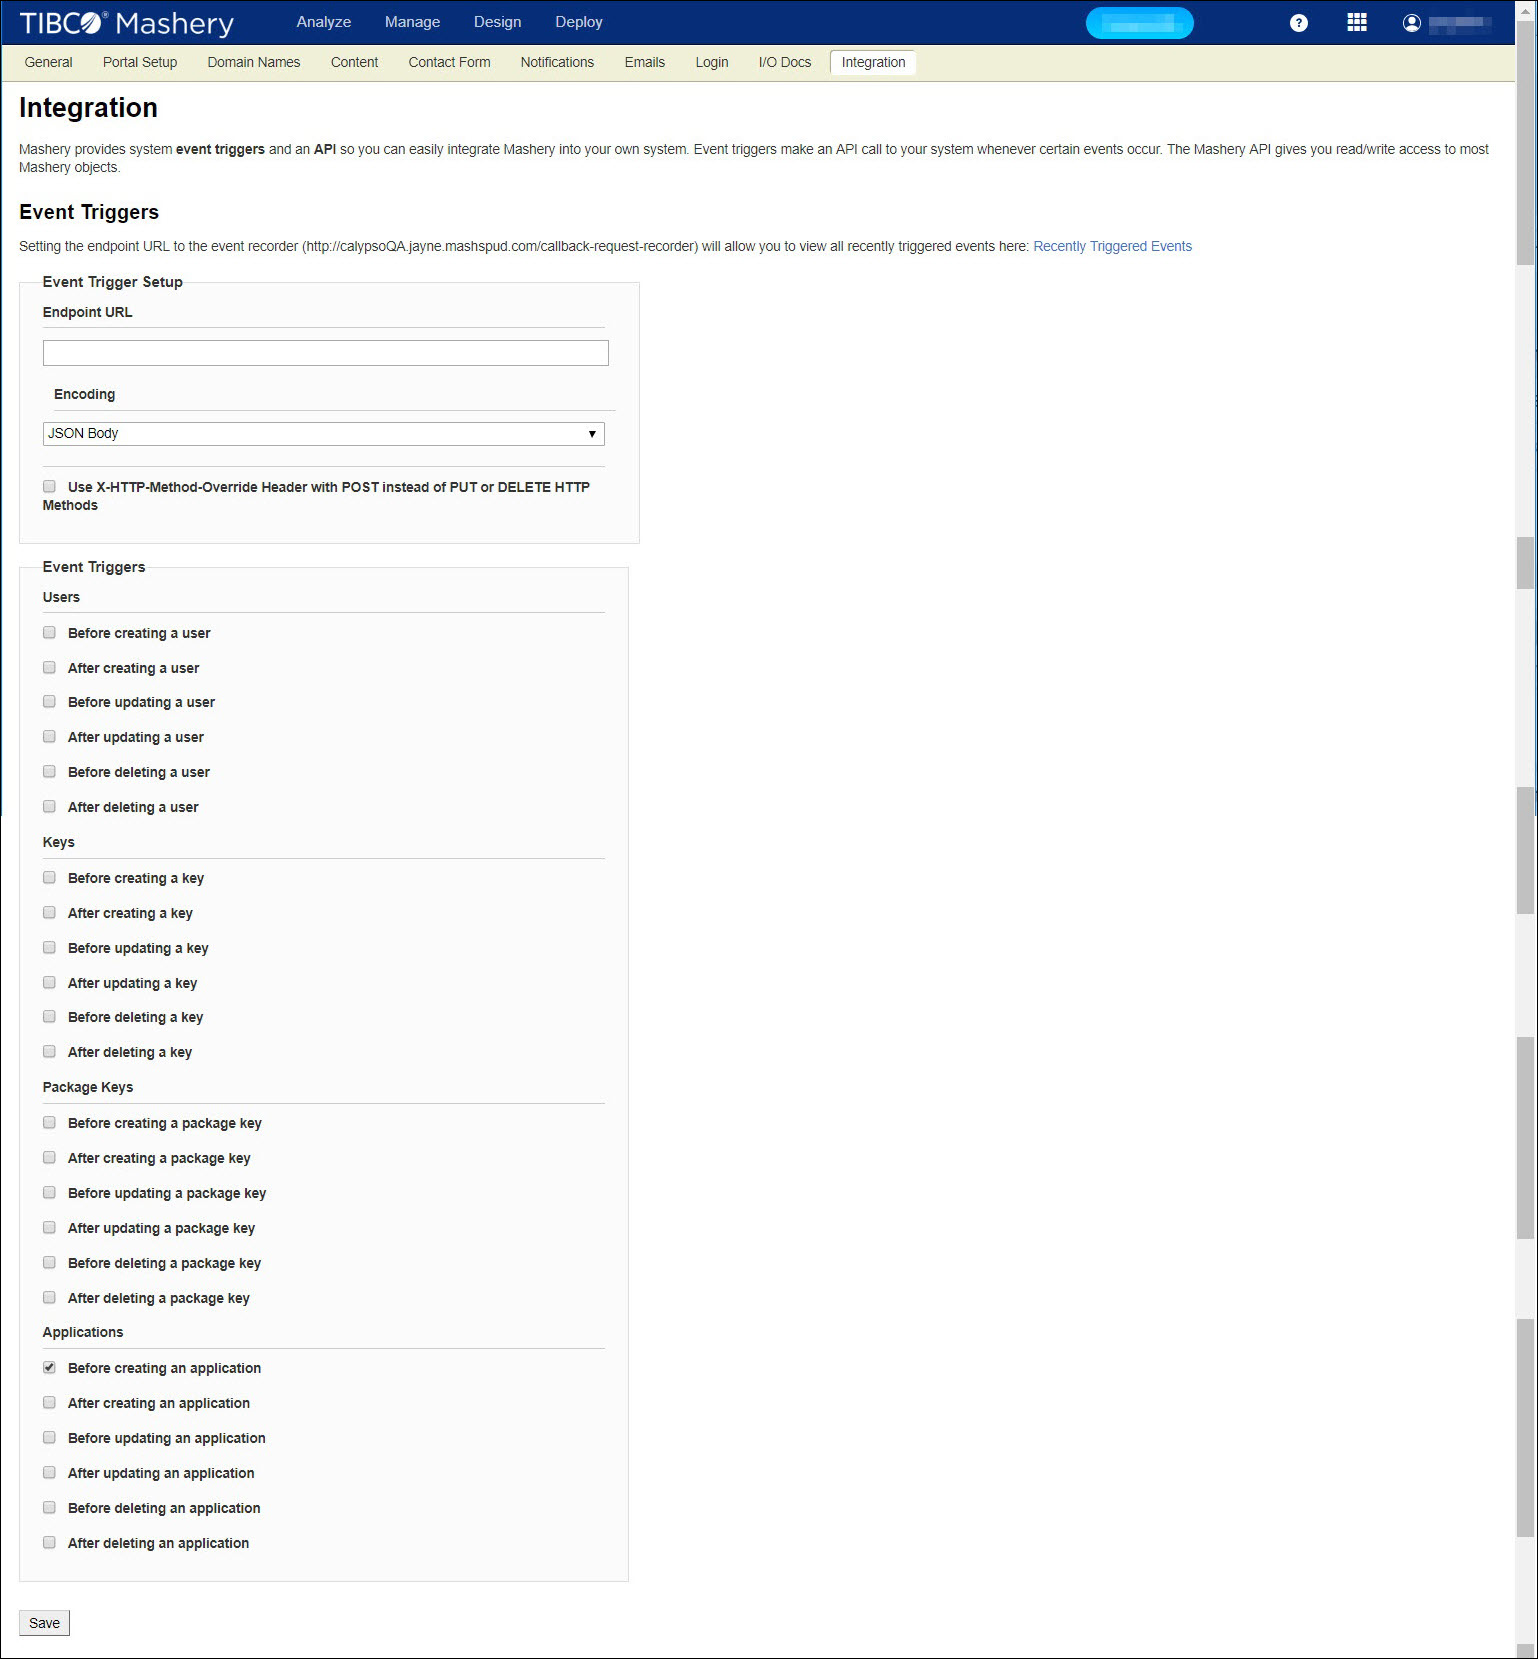 TIBCO® Mashery Analyze Manage Design Deploy
General Portal Setup Domain Names Content Contact Form Notifications Emails Login I/O Docs Integration
Integration
Mashery provides system event triggers and an API so you can easily integrate Mashery into your own system. Event triggers make an API call to your system whenever certain events occur. The Mashery API gives you read/write access to most
Mashery objects.
Event Triggers
Setting the endpoint URL to the event recorder (http://calypsoQA.jayne.mashspud.com/callback-request-recorder) will allow you to view all recently triggered events here: Recently Triggered Events
Event Trigger Setup
Endpoint URL
Encoding
JSON Body
Use X-HTTP-Method-Override Header with POST instead of PUT or DELETE HTTP
Methods
Event Triggers
Users
Before creating a user
After creating a user
Before updating a user
After updating a user
Before deleting a user
After deleting a user
Keys
Before creating a key
After creating a key
Before updating a key
After updating a key
Before deleting a key
After deleting a key
Package Keys
Before creating a package key
After creating a package key
Before updating a package key
After updating a package key
Before deleting a package key
After deleting a package key
Applications
Before creating an application
After creating an application
Before updating an application
After updating an application
Before deleting an application
After deleting an application
Save